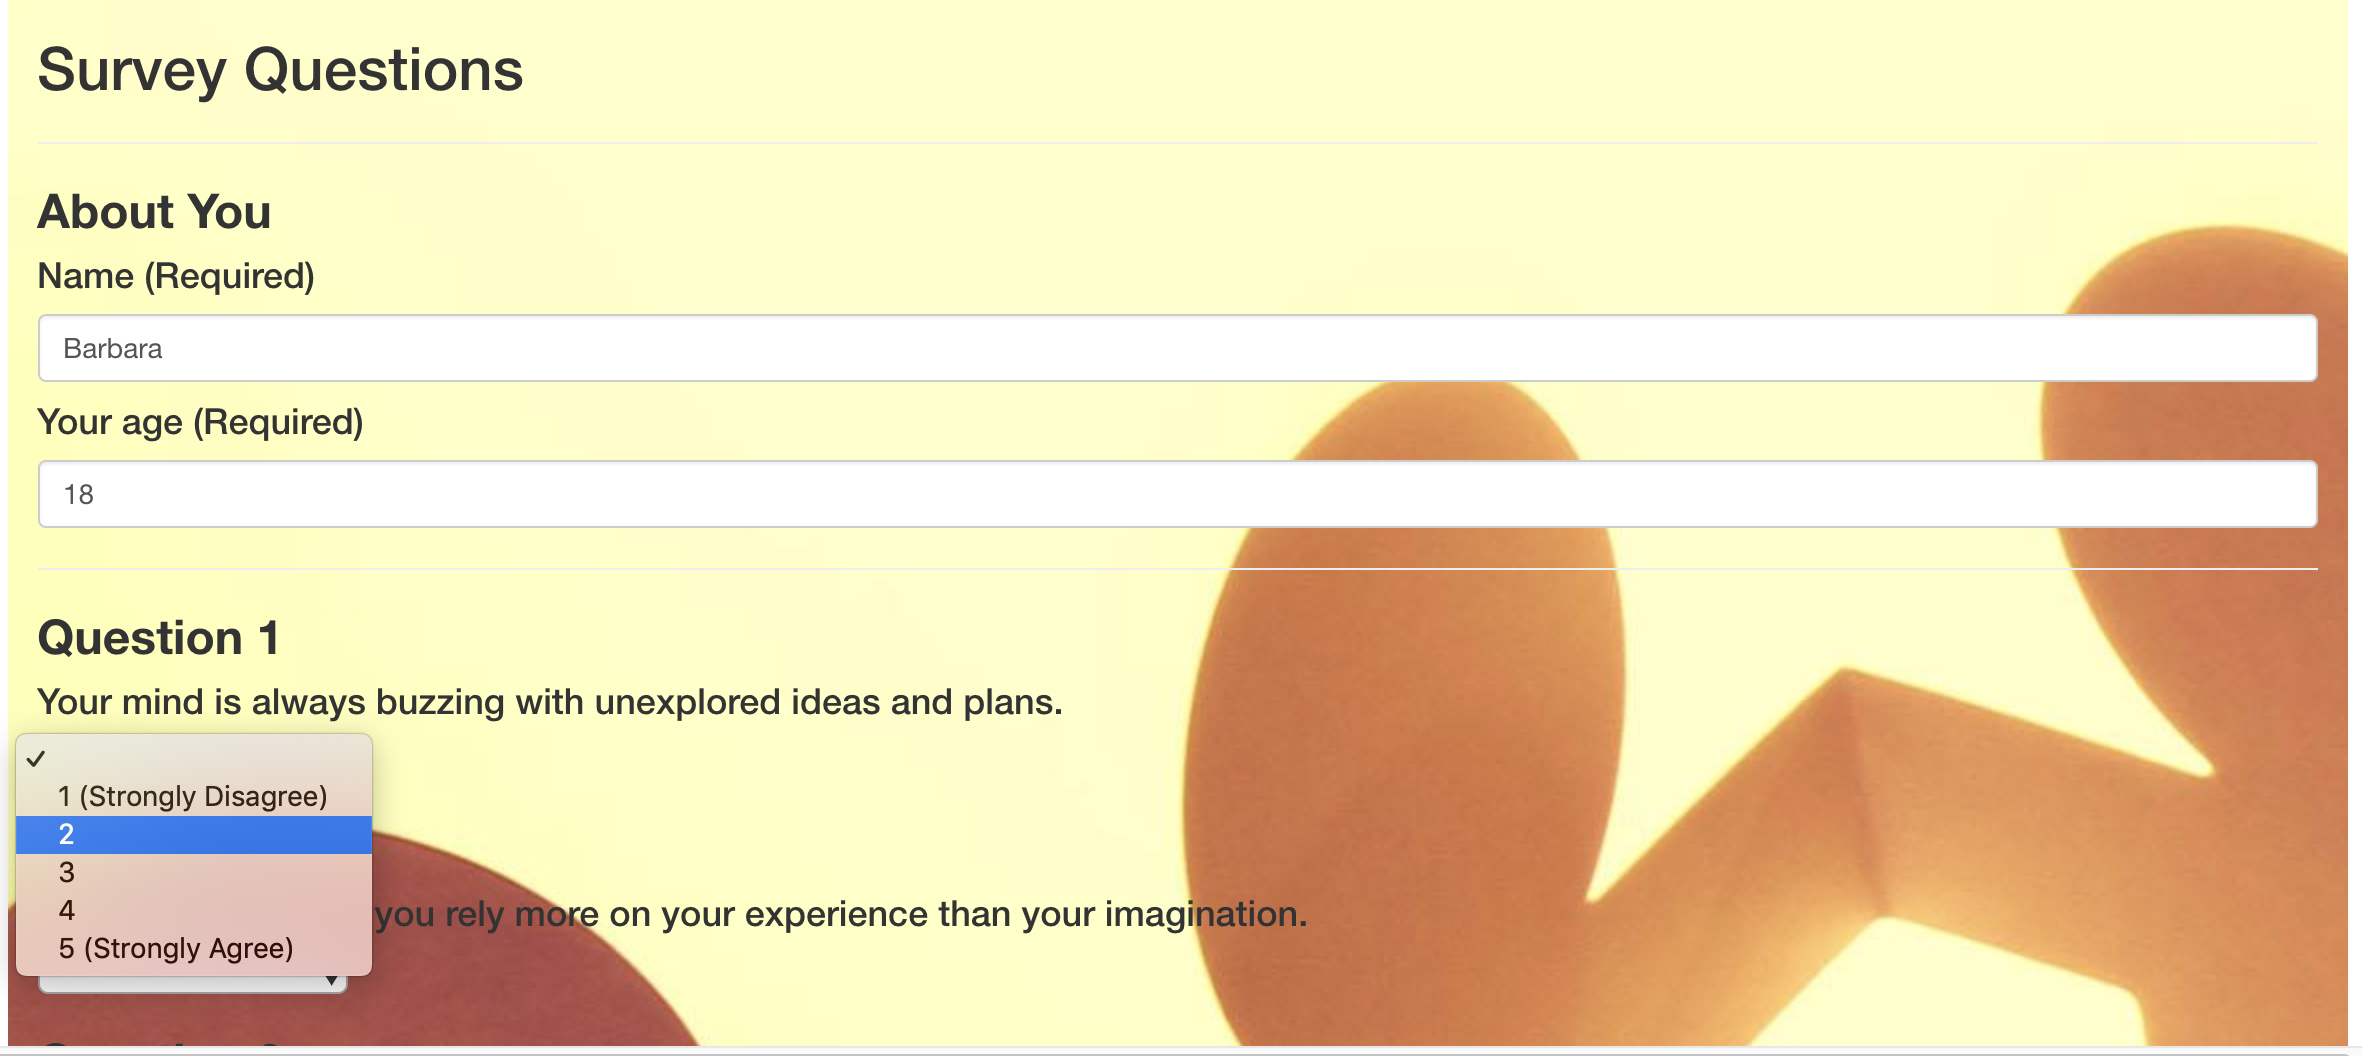 Survey Questions
About You
Name (Required)
Barbara
Your age (Required)
18
Question 1
Your mind is always buzzing with unexplored ideas and plans.
✓
1 (Strongly Disagree)
2
3
4
you rely more on your experience than your imagination.
5 (Strongly Agree)